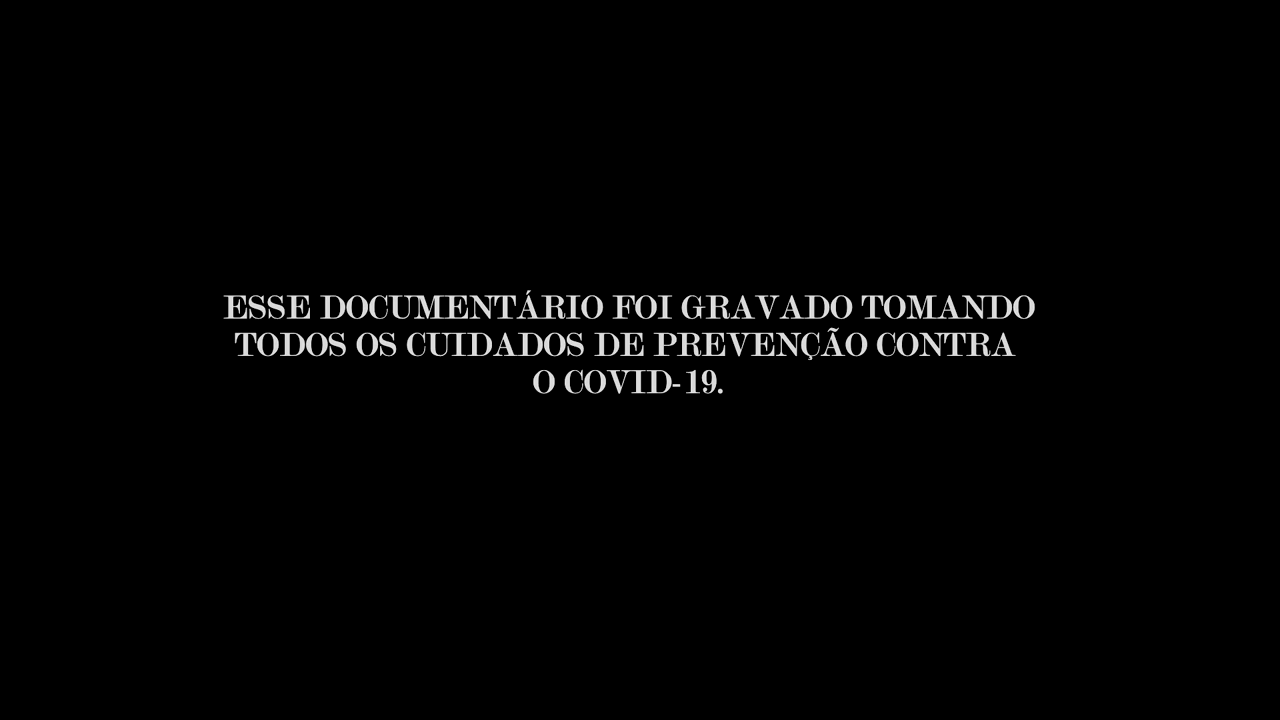 ESSE DOCUMENTÁRIO FOI GRAVADO TOMANDO
TODOS OS CUIDADOS DE PREVENÇÃO CONTRA
O COVID-19.